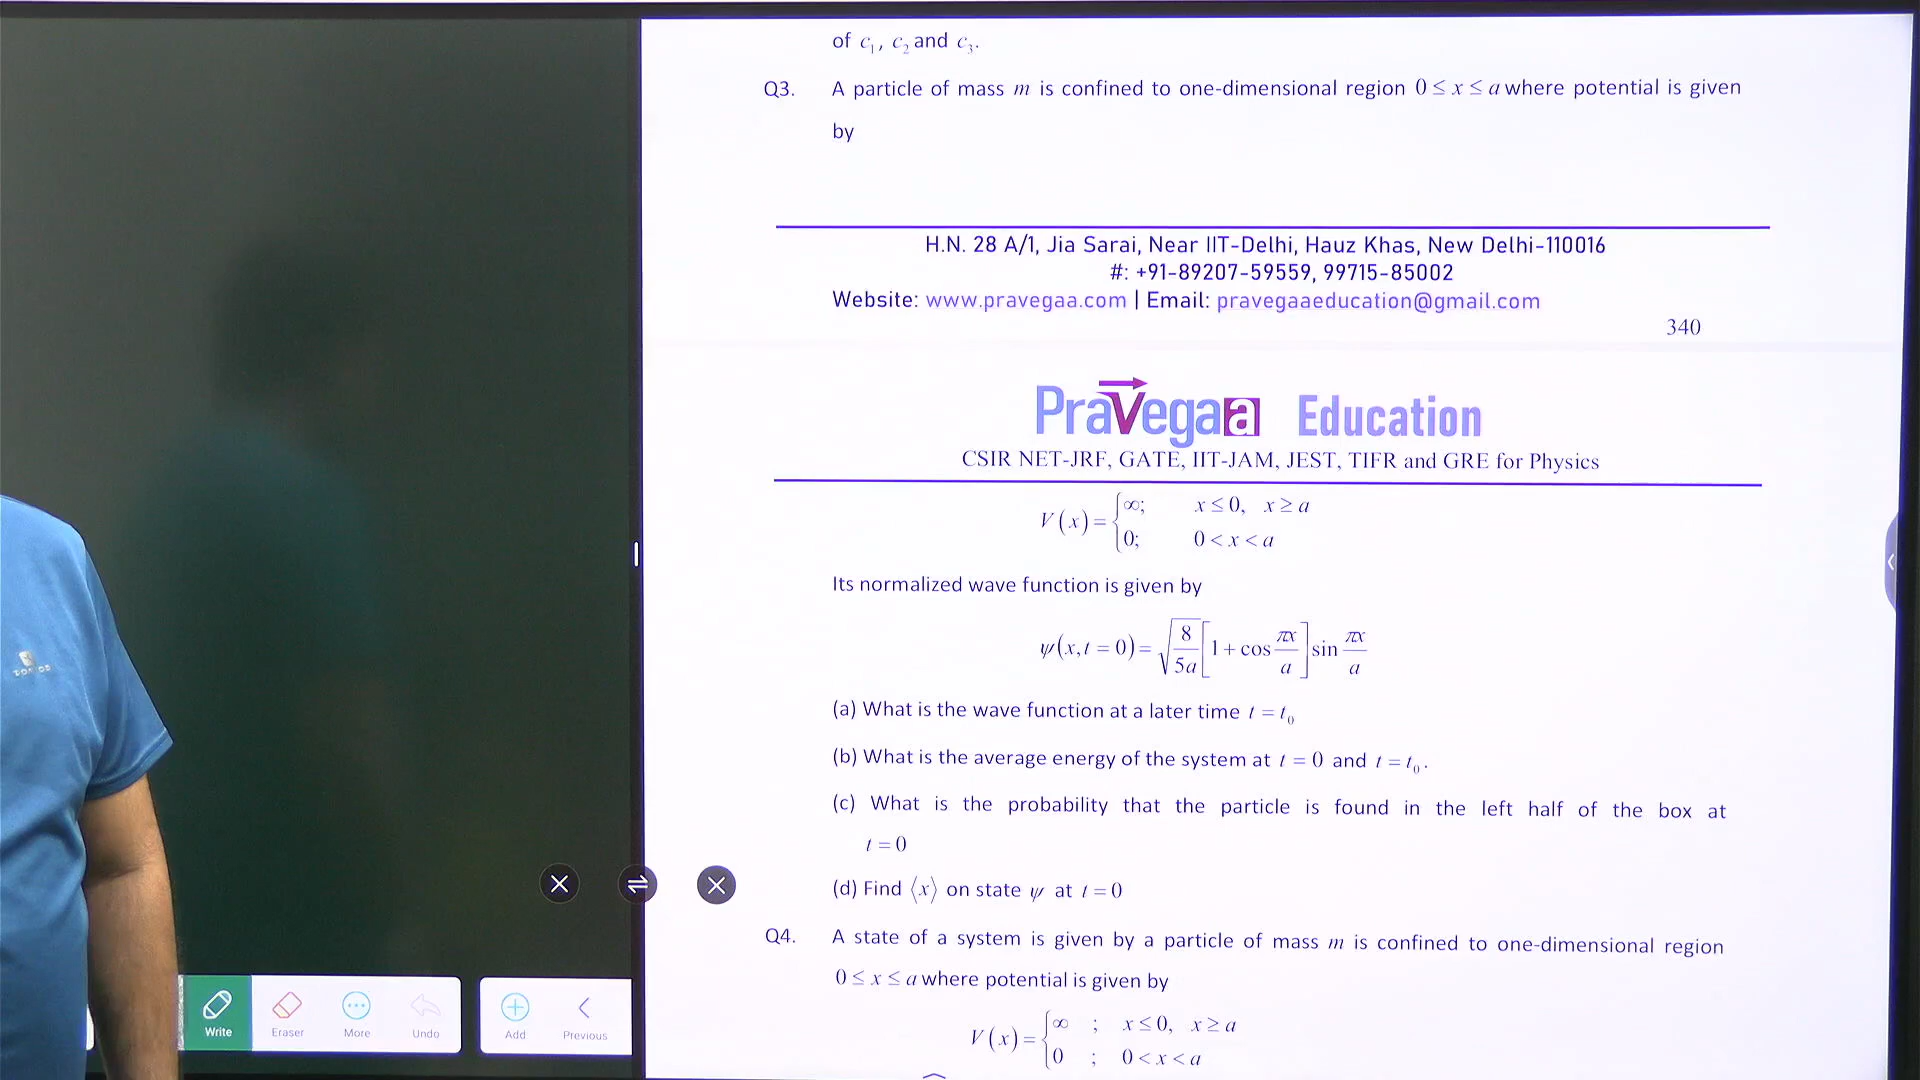 of c₁, c₂ and c₃.
Q3. A particle of mass m is confined to one-dimensional region 0 ≤ x ≤ a where potential is given
by
H.N. 28 A/1, Jia Sarai, Near IIT-Delhi, Hauz Khas, New Delhi-110016
#: +91-89207-59559, 99715-85002
Website: www.pravegaa.com | Email: pravegaaeducation@gmail.com
340
Pravegaa Education
CSIR NET-JRF, GATE, IIT-JAM, JEST, TIFR and GRE for Physics
V(x) = { ∞; x ≤ 0, x ≥ a
0; 0 < x < a
Its normalized wave function is given by
ψ(x, t = 0) = √(8/5a) [1 + cos πx/a] sin πx/a
(a) What is the wave function at a later time t = t₀
(b) What is the average energy of the system at t = 0 and t = t₀.
(c) What is the probability that the particle is found in the left half of the box at
t = 0
(d) Find ⟨x⟩ on state ψ at t = 0
Q4. A state of a system is given by a particle of mass m is confined to one-dimensional region
0 ≤ x ≤ a where potential is given by
V(x) = { ∞ ; x ≤ 0, x ≥ a
0 ; 0 < x < a
Write Eraser More Undo Add Previous